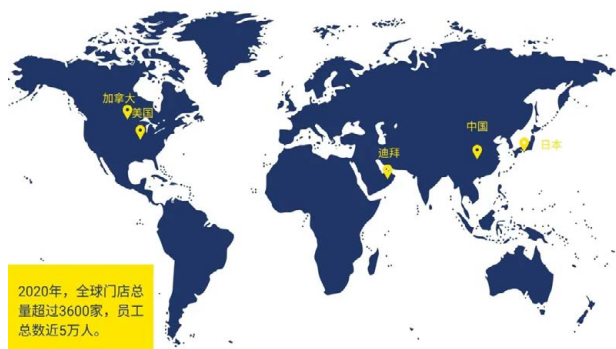 加拿大
美国
中国
日本
迪拜
2020年，全球门店总
量超过3600家，员工
总数近5万人。